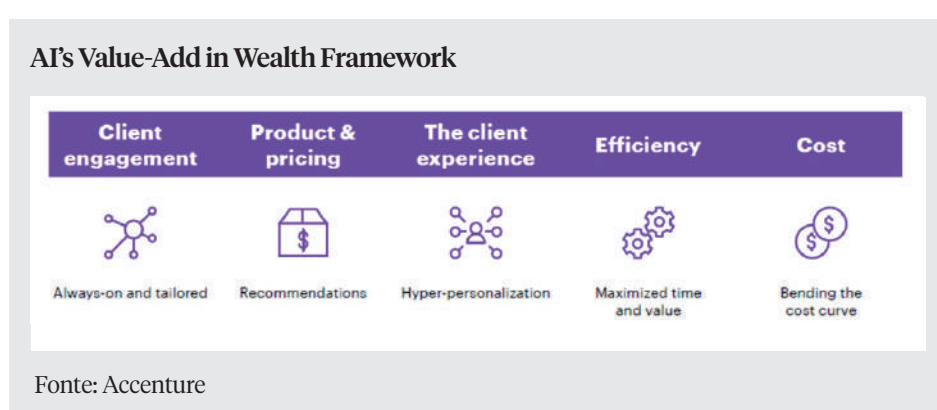 AI's Value-Add in Wealth Framework
Client
engagement
Product &
pricing
The client
experience
Efficiency
Cost
$
$
$
Always-on and tailored
Recommendations
Hyper-personalization
Maximized time
and value
Bending the
cost curve
Fonte: Accenture